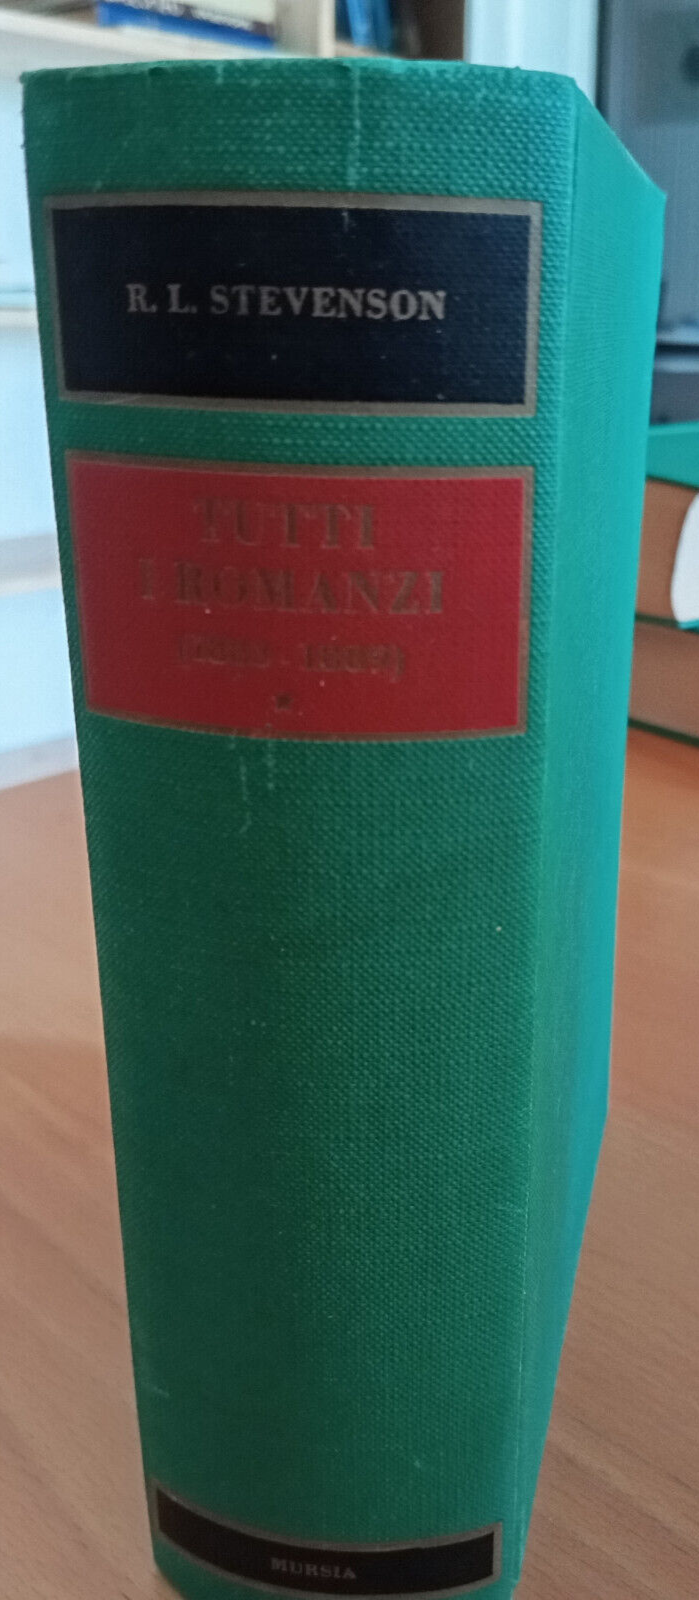 R. L. STEVENSON
TUTTI
I ROMANZI
MURSIA